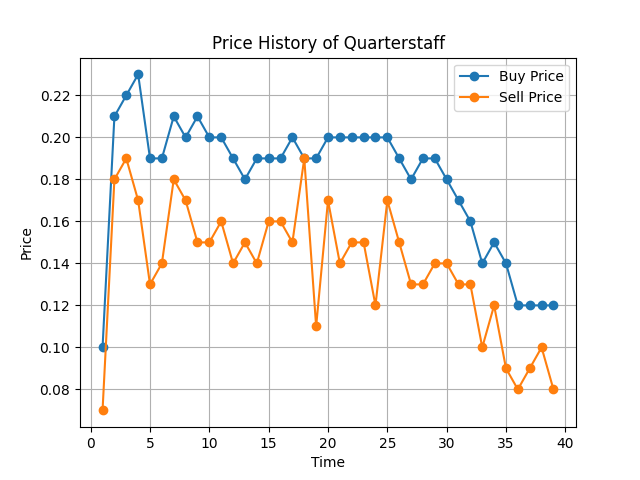 Price History of Quarterstaff
Buy Price
Sell Price
0.22
0.20
0.18
0.16
0.14
0.12
0.10
0.08
Price
0 5 10 15 20 25 30 35 40
Time